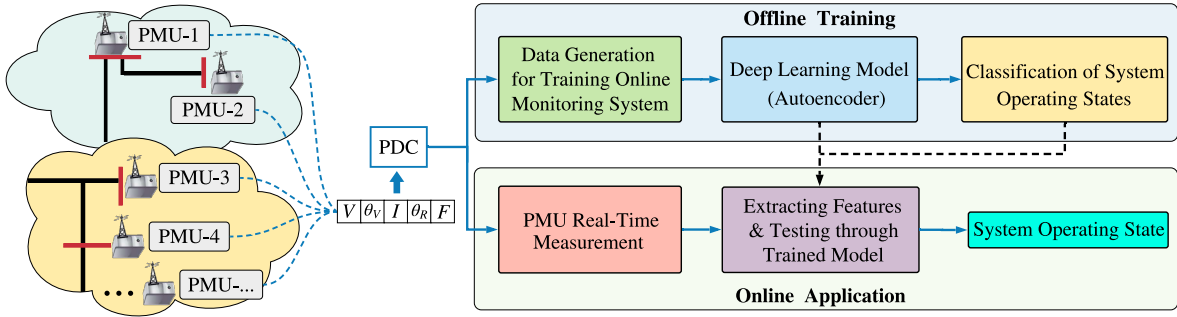 PMU-1
PMU-2
PMU-3
PMU-4
PMU-...
V θ_V I θ_R F
PDC
Offline Training
Data Generation
for Training Online
Monitoring System
Deep Learning Model
(Autoencoder)
Classification of System
Operating States
PMU Real-Time
Measurement
Extracting Features
& Testing through
Trained Model
System Operating State
Online Application